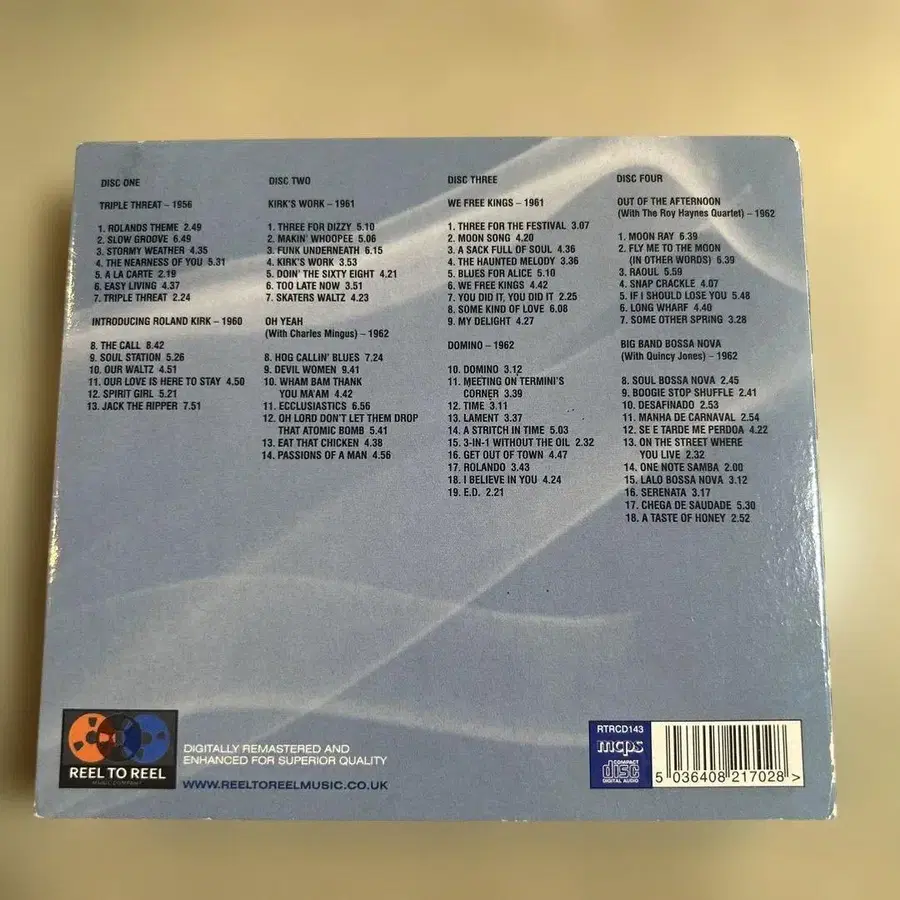 DISC ONE
TRIPLE THREAT – 1956
1. ROLANDS THEME 2.49
2. SLOW GROOVE 6.49
3. STORMY WEATHER 4.35
4. THE NEARNESS OF YOU 5.31
5. A LA CARTE 2.19
6. EASY LIVING 4.37
7. TRIPLE THREAT 2.24
INTRODUCING ROLAND KIRK – 1960
8. THE CALL 8.42
9. SOUL STATION 5.26
10. OUR WALTZ 4.51
11. OUR LOVE IS HERE TO STAY 4.50
12. SPIRIT GIRL 5.21
13. JACK THE RIPPER 7.51
DISC TWO
KIRK'S WORK – 1961
1. THREE FOR DIZZY 5.10
2. MAKIN' WHOOPEE 5.06
3. FUNK UNDERNEATH 6.15
4. KIRK'S WORK 3.53
5. DOIN' THE SIXTY EIGHT 4.21
6. TOO LATE NOW 3.51
7. SKATERS WALTZ 4.23
OH YEAH
(With Charles Mingus) – 1962
8. HOG CALLIN' BLUES 7.24
9. DEVIL WOMEN 9.41
10. WHAM BAM THANK
YOU MA'AM 4.42
11. ECCLUSIASTICS 6.56
12. OH LORD DON'T LET THEM DROP
THAT ATOMIC BOMB 5.41
13. EAT THAT CHICKEN 4.38
14. PASSIONS OF A MAN 4.56
DISC THREE
WE FREE KINGS – 1961
1. THREE FOR THE FESTIVAL 3.07
2. MOON SONG 4.20
3. A SACK FULL OF SOUL 4.36
4. THE HAUNTED MELODY 3.36
5. BLUES FOR ALICE 5.10
6. WE FREE KINGS 4.42
7. YOU DID IT, YOU DID IT 2.25
8. SOME KIND OF LOVE 6.08
9. MY DELIGHT 4.27
DOMINO – 1962
10. DOMINO 3.12
11. MEETING ON TERMINI'S
CORNER 3.39
12. TIME 3.11
13. LAMENT 3.37
14. A STRITCH IN TIME 5.03
15. 3-IN-1 WITHOUT THE OIL 2.32
16. GET OUT OF TOWN 4.47
17. ROLANDO 3.43
18. I BELIEVE IN YOU 4.24
19. E.D. 2.21
DISC FOUR
OUT OF THE AFTERNOON
(With The Roy Haynes Quartet) – 1962
1. MOON RAY 6.39
2. FLY ME TO THE MOON
(IN OTHER WORDS) 6.39
3. RAOUL 5.59
4. SNAP CRACKLE 4.07
5. IF I SHOULD LOSE YOU 5.48
6. LONG WHARF 4.40
7. SOME OTHER SPRING 3.28
BIG BAND BOSSA NOVA
(With Quincy Jones) – 1962
8. SOUL BOSSA NOVA 2.45
9. BOOGIE STOP SHUFFLE 2.41
10. DESAFINADO 2.53
11. MANHA DE CARNAVAL 2.54
12. SE E TARDE ME PERDOA 4.22
13. ON THE STREET WHERE
YOU LIVE 2.32
14. ONE NOTE SAMBA 2.00
15. LALO BOSSA NOVA 3.12
16. SERENATA 3.17
17. CHEGA DE SAUDADE 5.30
18. A TASTE OF HONEY 2.52
REEL TO REEL
MUSIC COMPANY
DIGITALLY REMASTERED AND
ENHANCED FOR SUPERIOR QUALITY
WWW.REELTOREELMUSIC.CO.UK
RTRCD143
mcps
COMPACT
disc
DIGITAL AUDIO
5 036408 217028 >